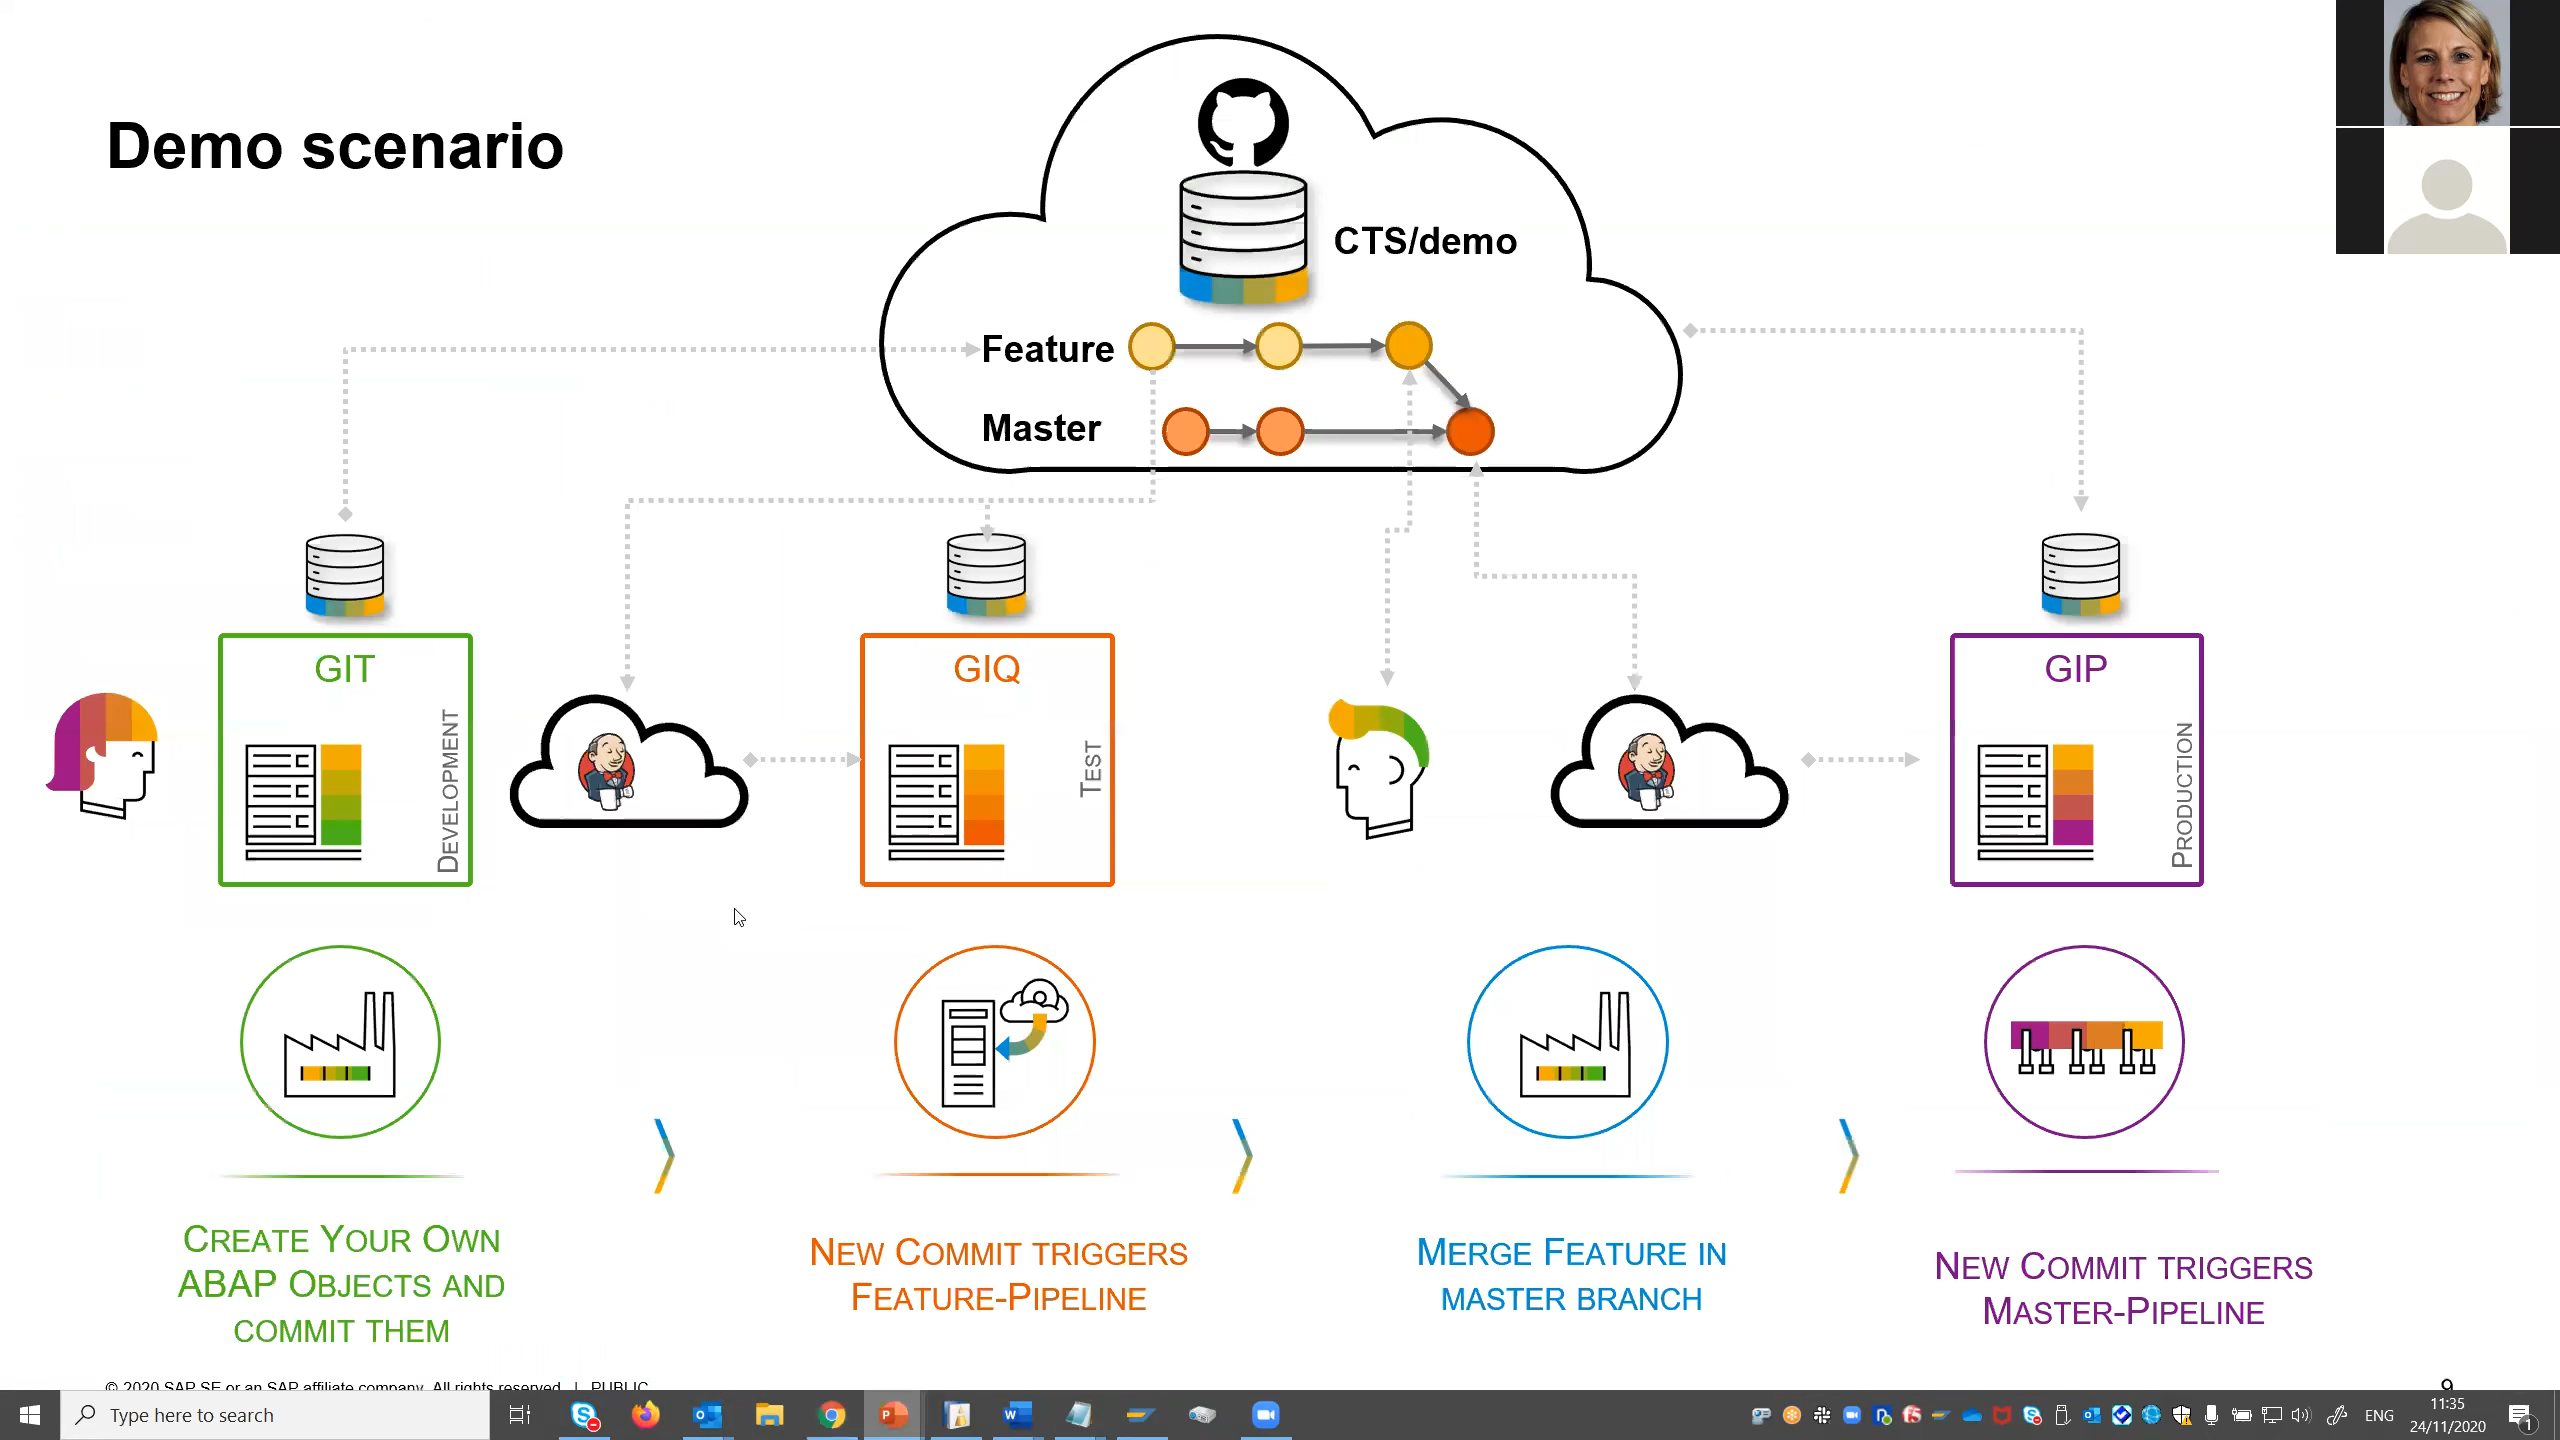 Demo scenario
CTS/demo
Feature
Master
GIT
DEVELOPMENT
GIQ
TEST
GIP
PRODUCTION
CREATE YOUR OWN
ABAP OBJECTS AND
COMMIT THEM
NEW COMMIT TRIGGERS
FEATURE-PIPELINE
MERGE FEATURE IN
MASTER BRANCH
NEW COMMIT TRIGGERS
MASTER-PIPELINE
© 2020 SAP SE or an SAP affiliate company. All rights reserved. | PUBLIC
9
Type here to search
ENG
11:35
24/11/2020
1